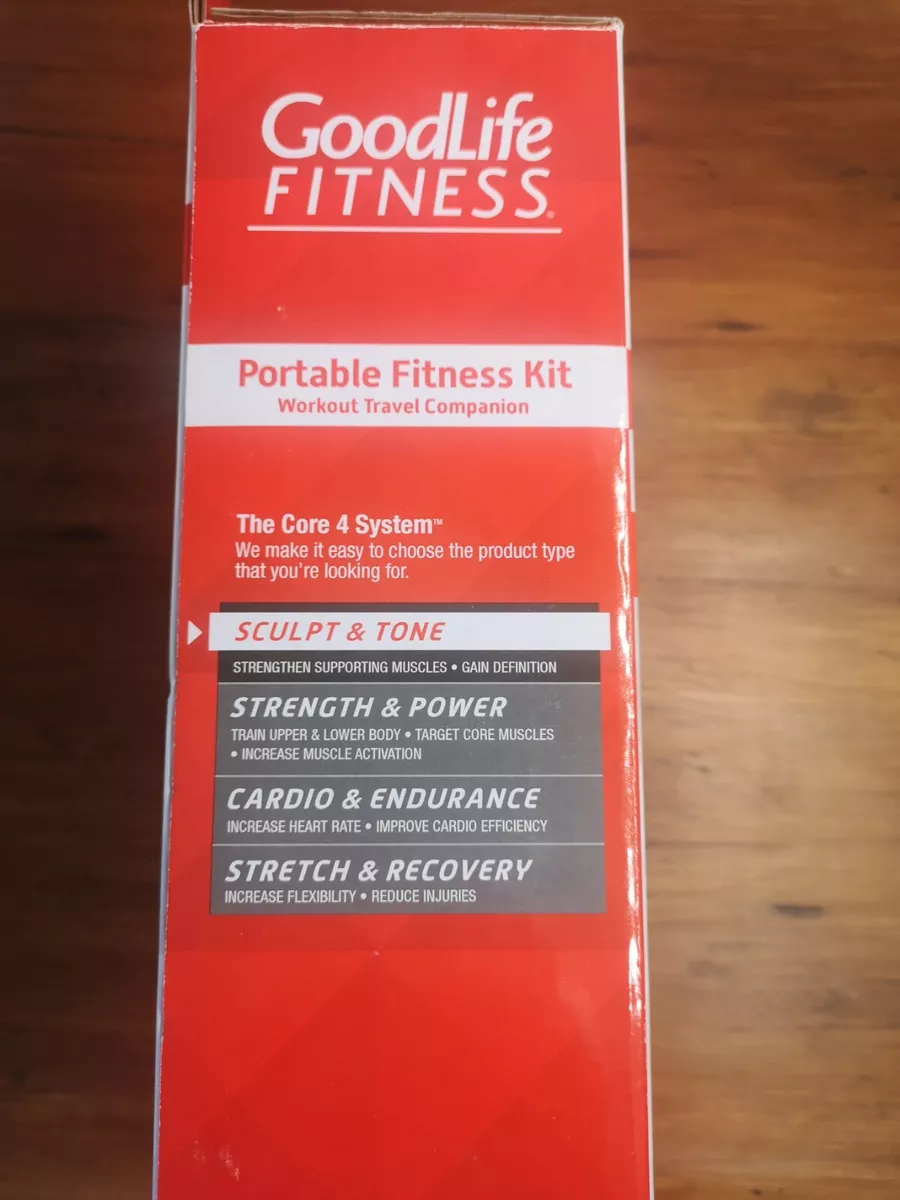 GoodLife
FITNESS®
Portable Fitness Kit
Workout Travel Companion
The Core 4 System™
We make it easy to choose the product type
that you're looking for.
SCULPT & TONE
STRENGTHEN SUPPORTING MUSCLES • GAIN DEFINITION
STRENGTH & POWER
TRAIN UPPER & LOWER BODY • TARGET CORE MUSCLES
• INCREASE MUSCLE ACTIVATION
CARDIO & ENDURANCE
INCREASE HEART RATE • IMPROVE CARDIO EFFICIENCY
STRETCH & RECOVERY
INCREASE FLEXIBILITY • REDUCE INJURIES